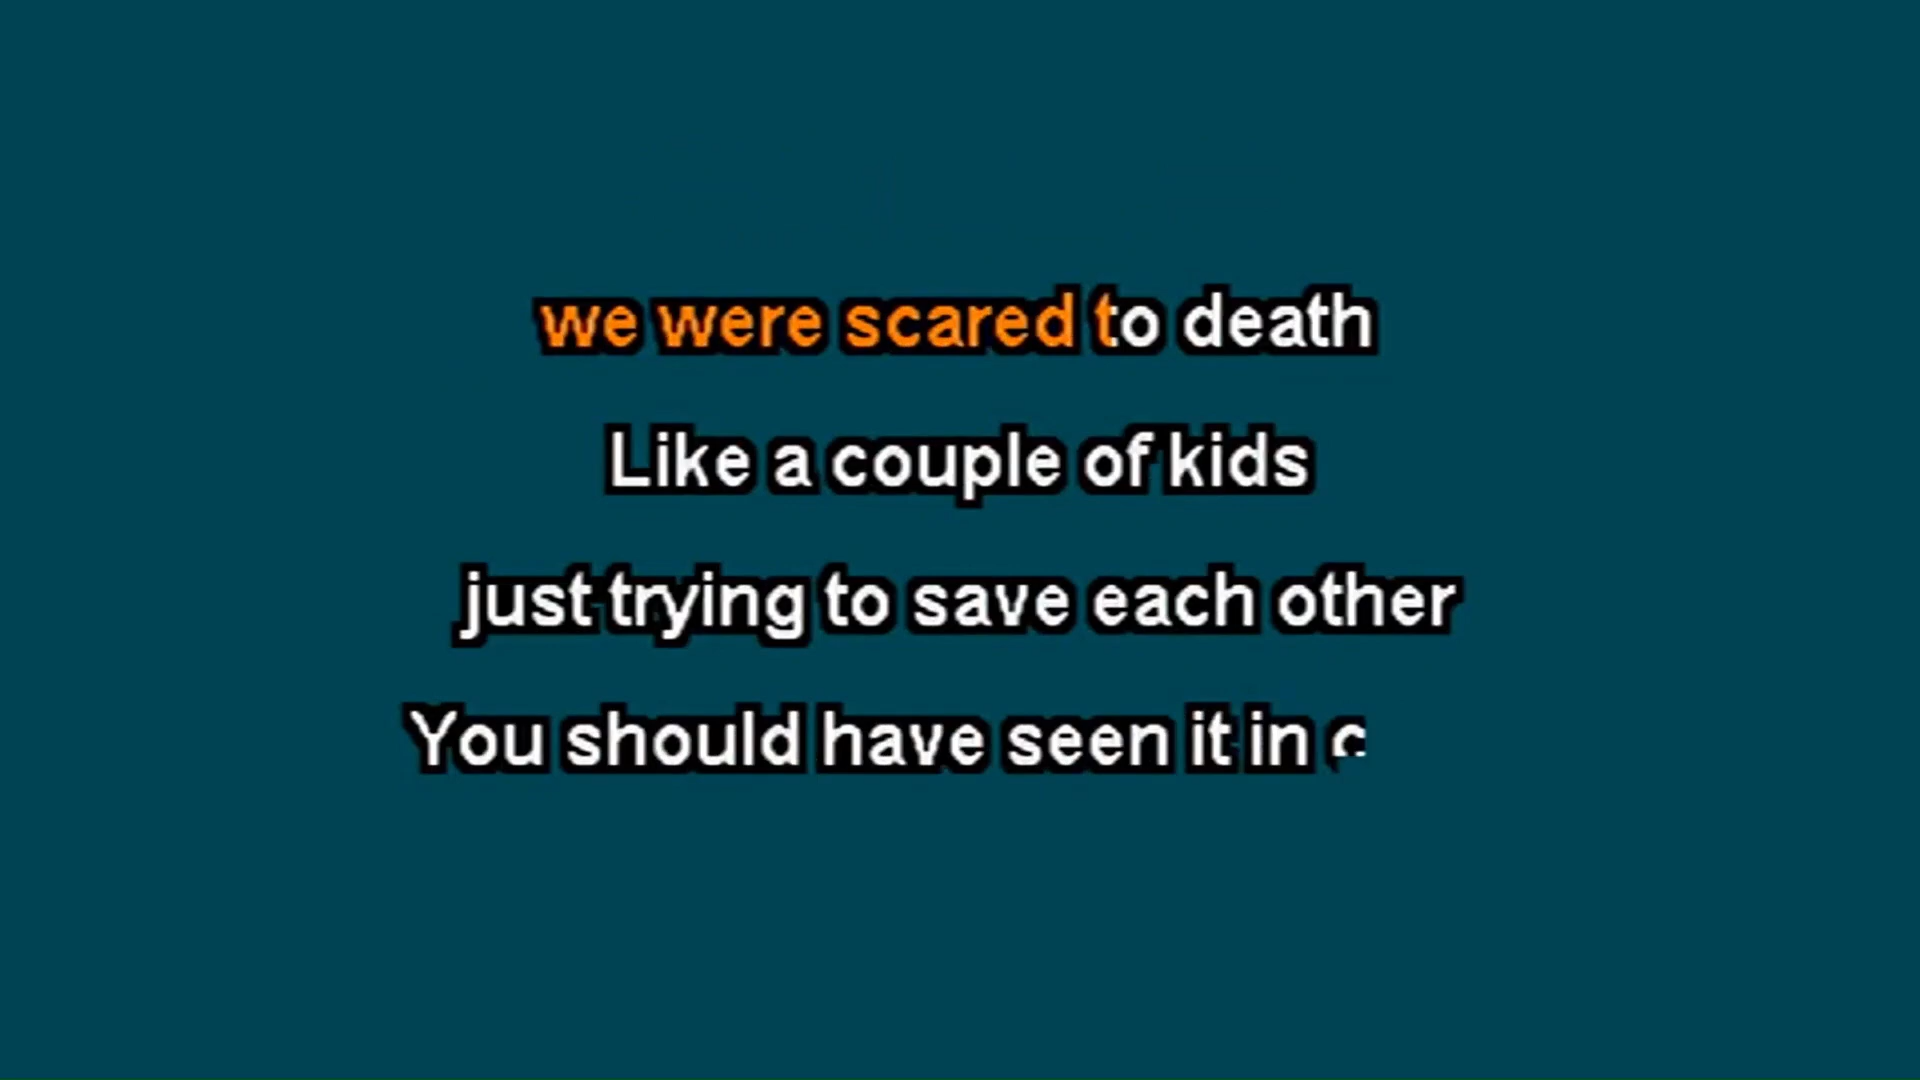 we were scared to death
Like a couple of kids
just trying to save each other
You should have seen it in c